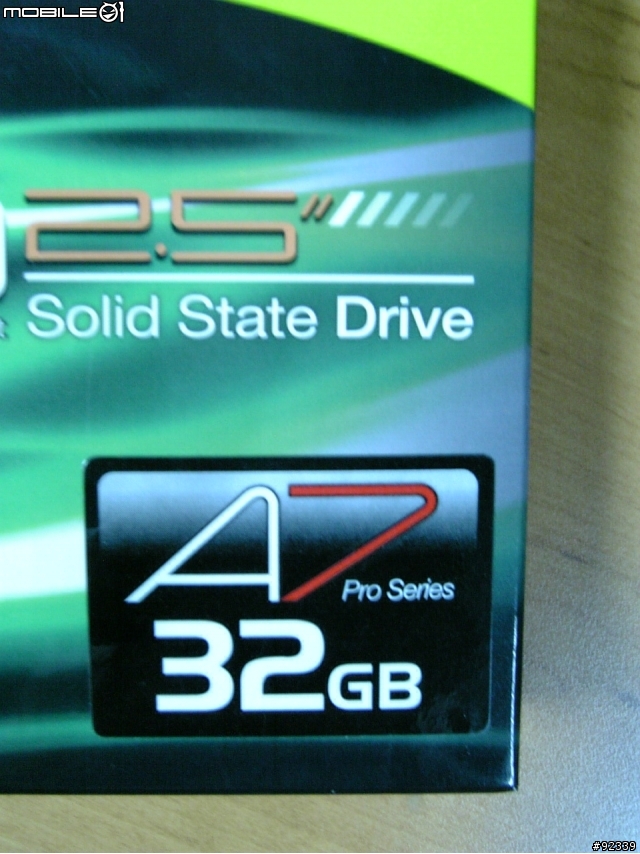 MOBILE01
2.5"
Solid State Drive
A7
Pro Series
32GB
#92339